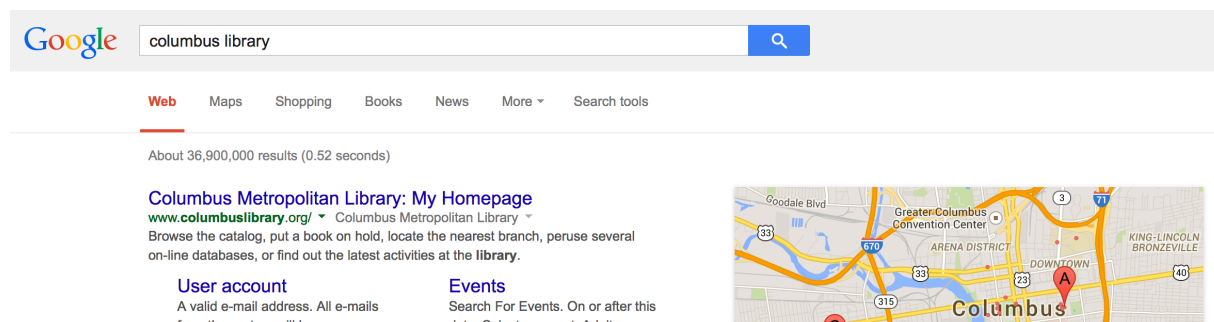 Google
columbus library
Web Maps Shopping Books News More Search tools
About 36,900,000 results (0.52 seconds)
Columbus Metropolitan Library: My Homepage
www.columbuslibrary.org/ Columbus Metropolitan Library
Browse the catalog, put a book on hold, locate the nearest branch, peruse several
on-line databases, or find out the latest activities at the library.
User account
A valid e-mail address. All e-mails
Events
Search For Events. On or after this
Goodale Blvd
3
71
Greater Columbus
Convention Center
33
670
ARENA DISTRICT
KING-LINCOLN
BRONZEVILLE
DOWNTOWN
33
23
A
40
315
Columbus